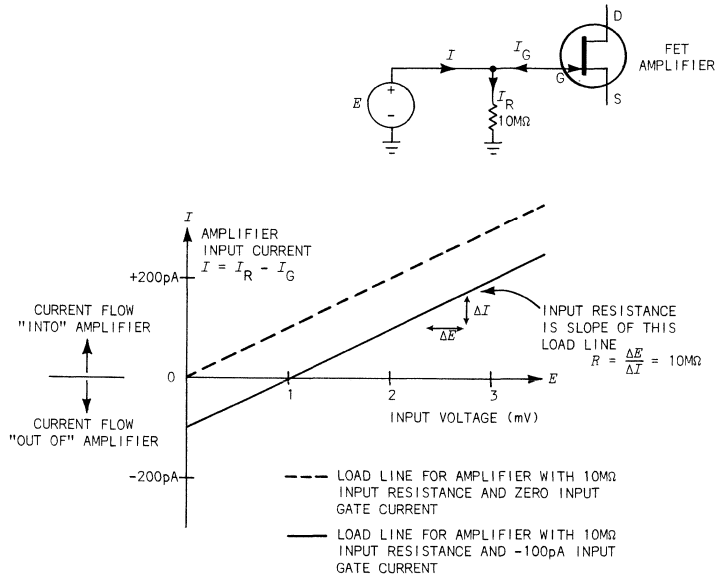 D
FET
AMPLIFIER
I
I_G
G
S
E
+
-
I_R
10MΩ
I
AMPLIFIER
INPUT CURRENT
I = I_R - I_G
+200pA
CURRENT FLOW
"INTO" AMPLIFIER
ΔI
ΔE
INPUT RESISTANCE
IS SLOPE OF THIS
LOAD LINE
R = ΔE/ΔI = 10MΩ
0
1
2
3
E
INPUT VOLTAGE (mV)
CURRENT FLOW
"OUT OF" AMPLIFIER
-200pA
LOAD LINE FOR AMPLIFIER WITH 10MΩ
INPUT RESISTANCE AND ZERO INPUT
GATE CURRENT
LOAD LINE FOR AMPLIFIER WITH 10MΩ
INPUT RESISTANCE AND -100pA INPUT
GATE CURRENT